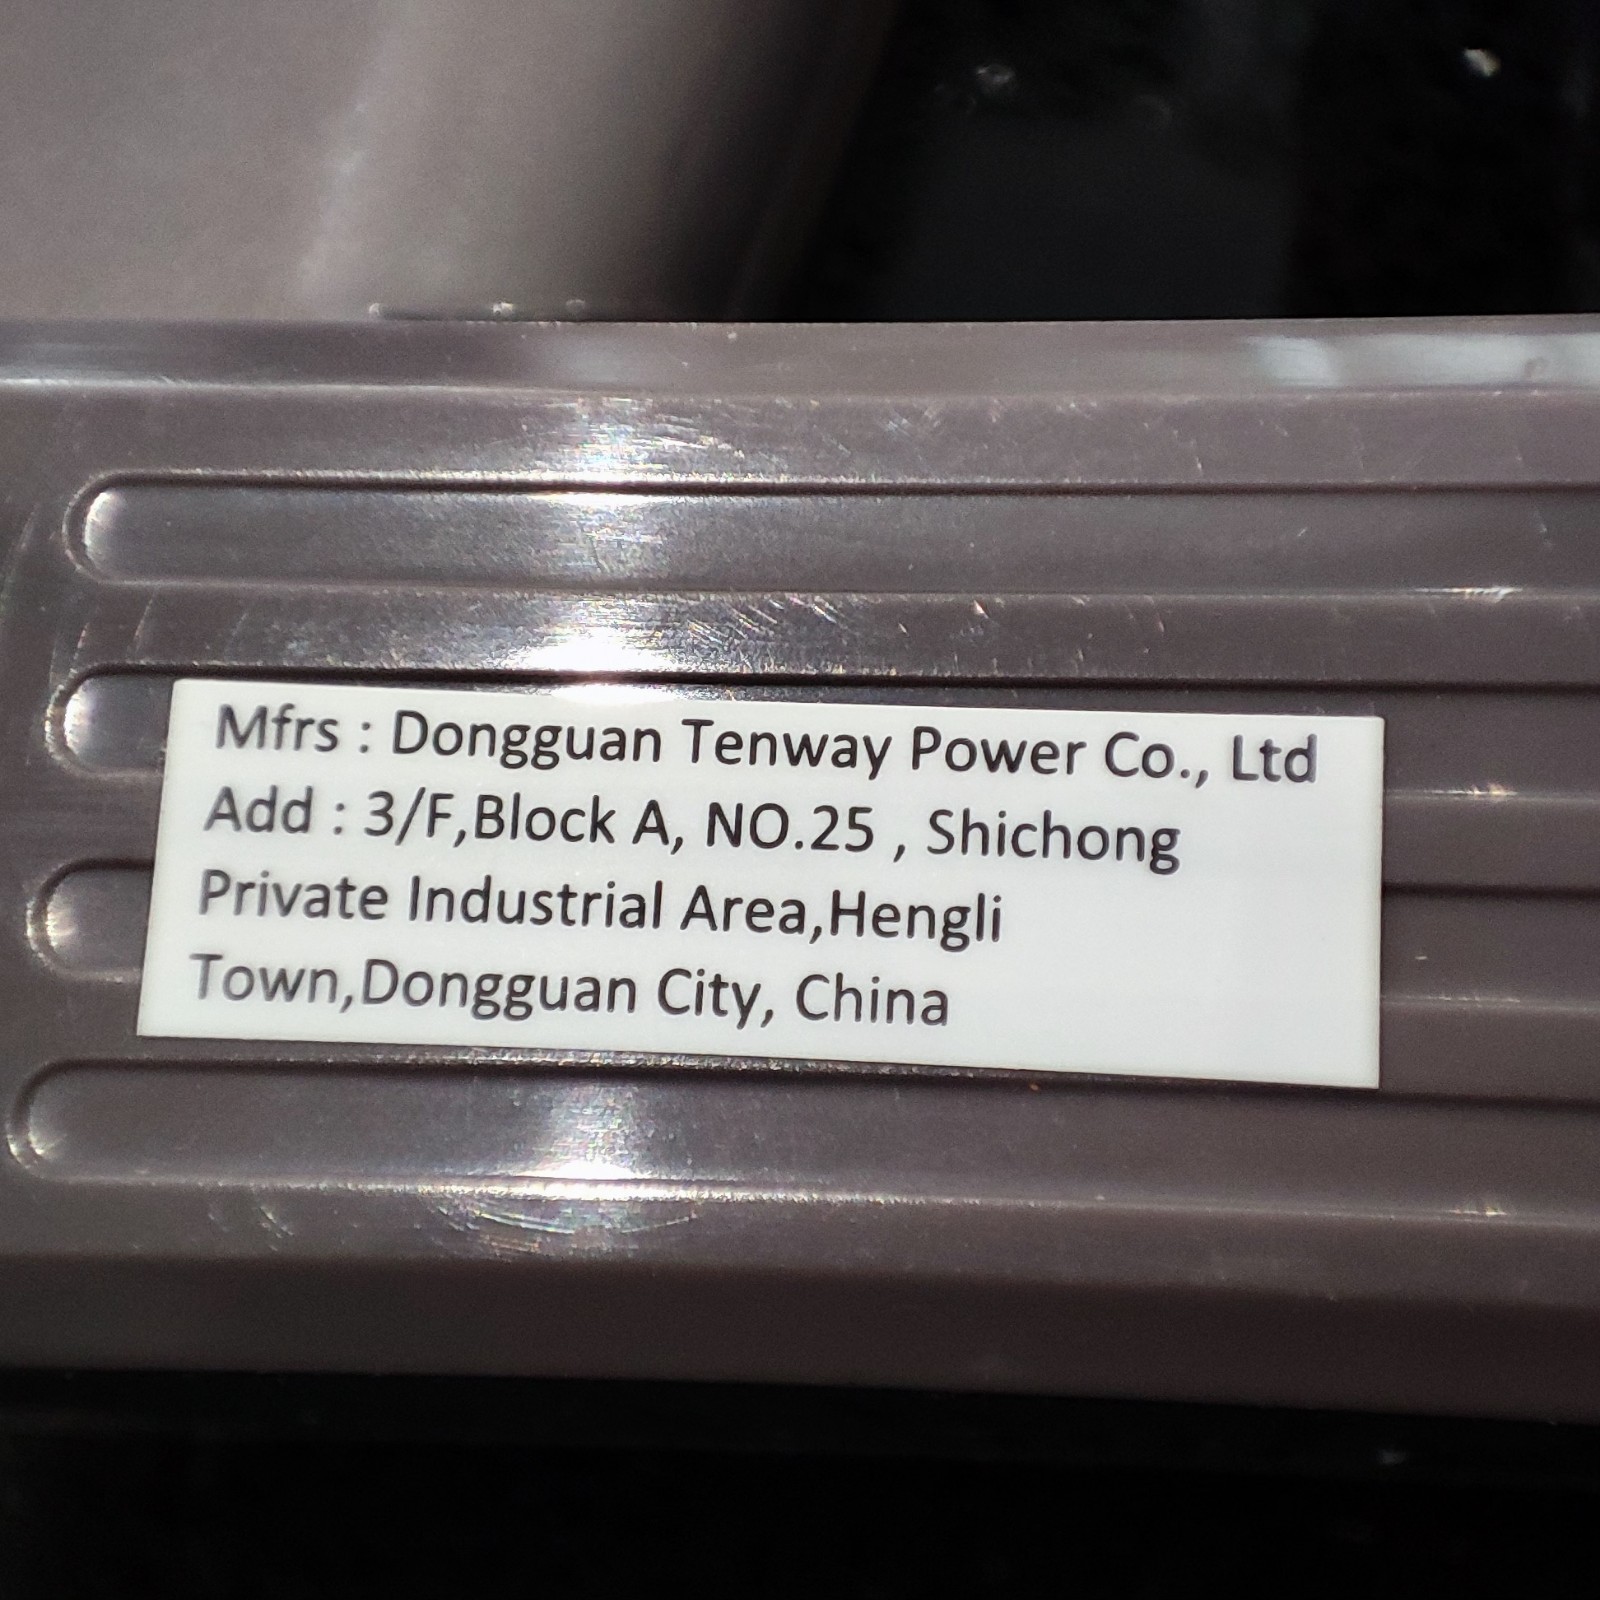 Mfrs : Dongguan Tenway Power Co., Ltd
Add : 3/F,Block A, NO.25 , Shichong
Private Industrial Area,Hengli
Town,Dongguan City, China